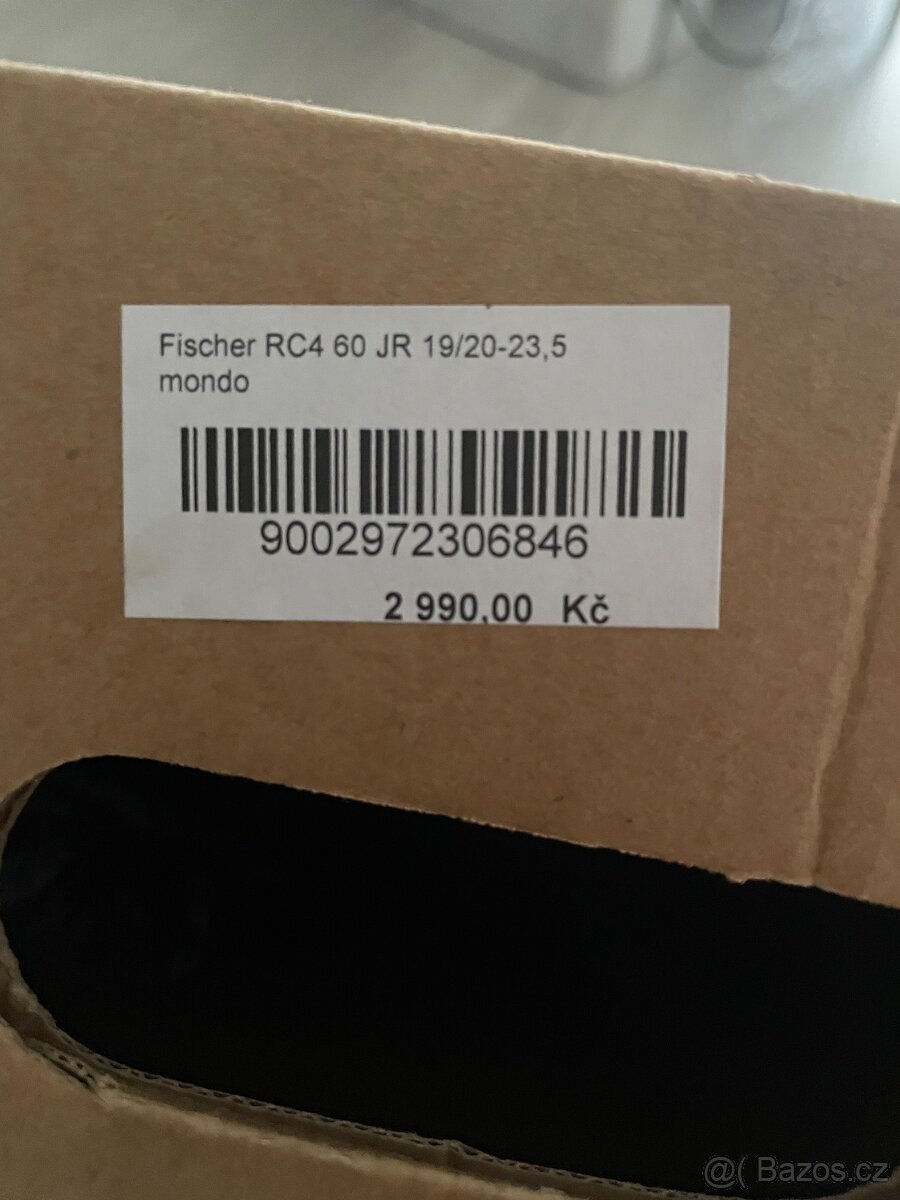 Fischer RC4 60 JR 19/20-23,5
mondo
9002972306846
2 990,00 Kč
@( Bazos.cz